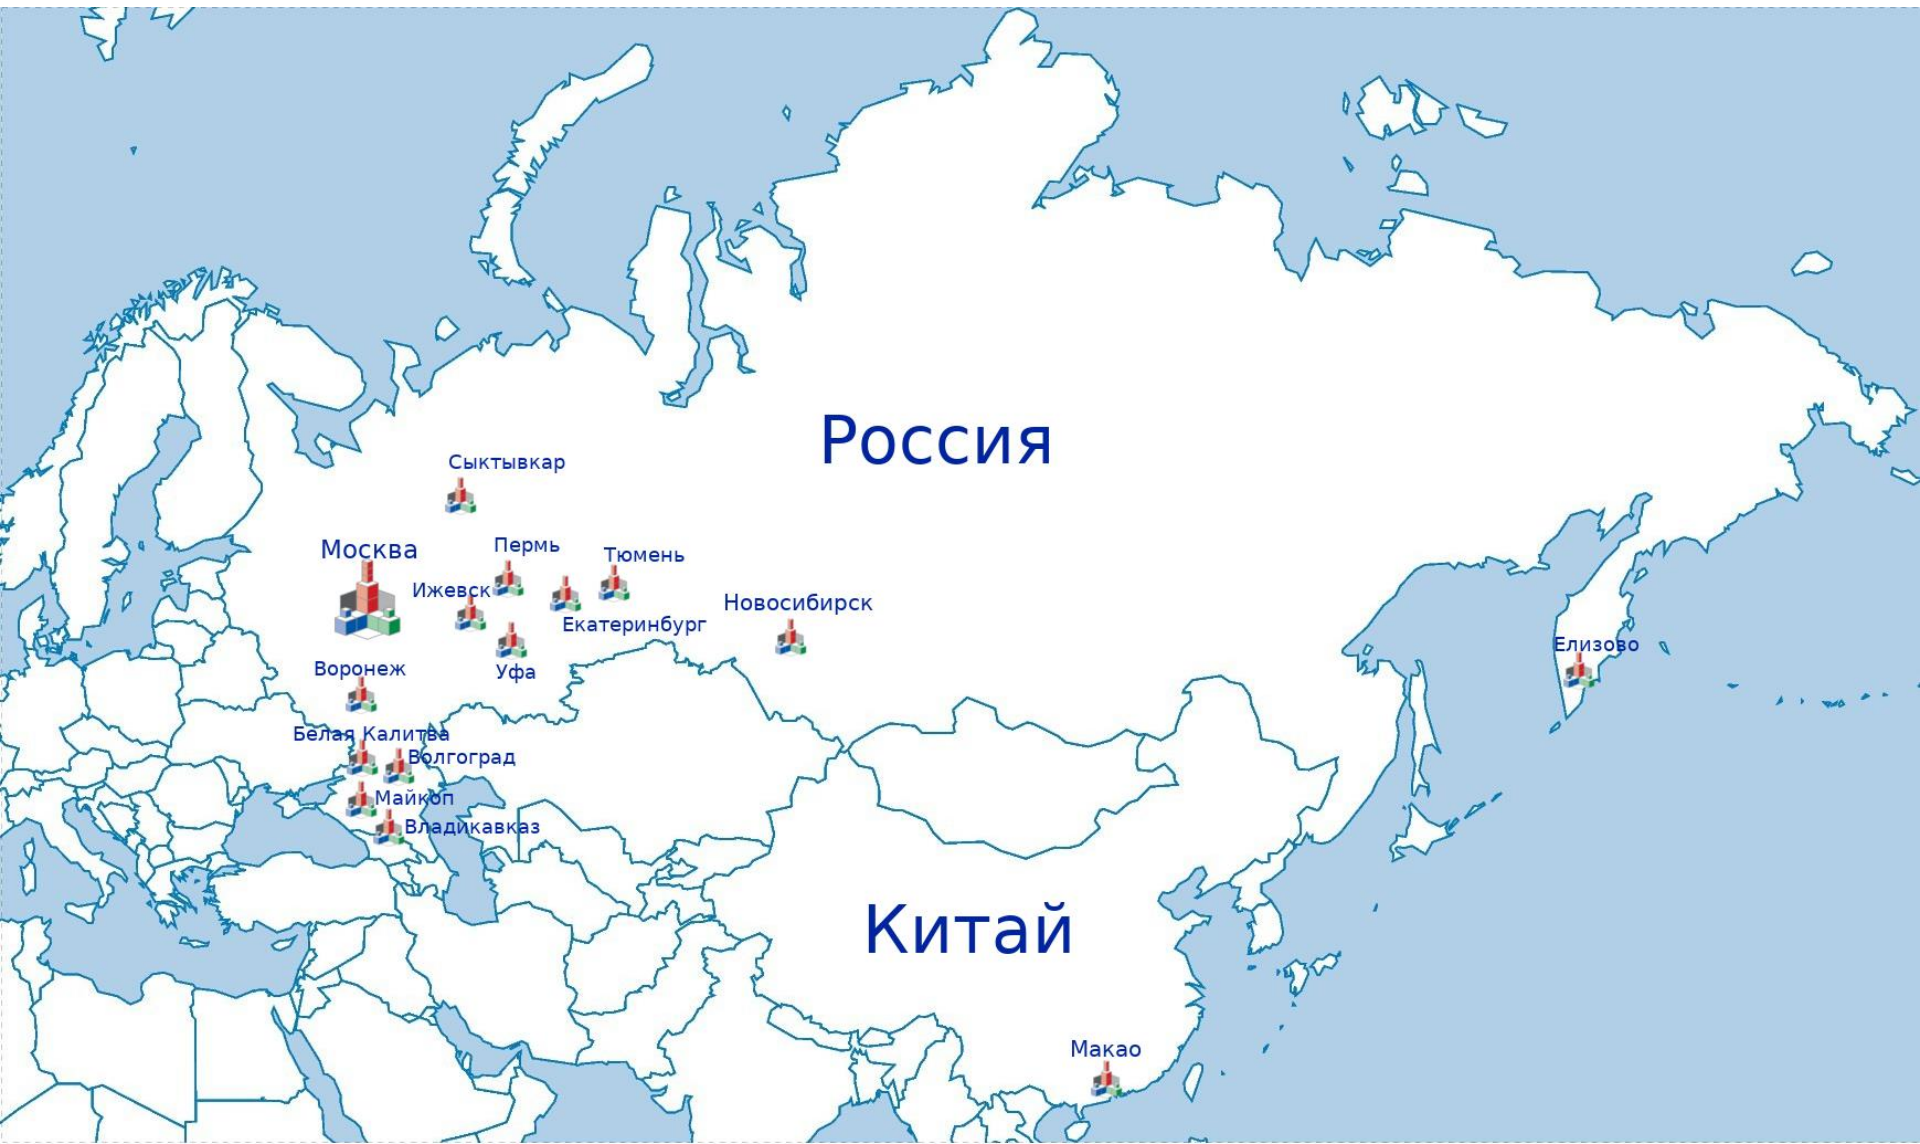 Россия
Сыктывкар
Москва
Пермь
Тюмень
Ижевск
Новосибирск
Екатеринбург
Елизово
Воронеж
Уфа
Белая Калитва
Волгоград
Майкоп
Владикавказ
Китай
Макао